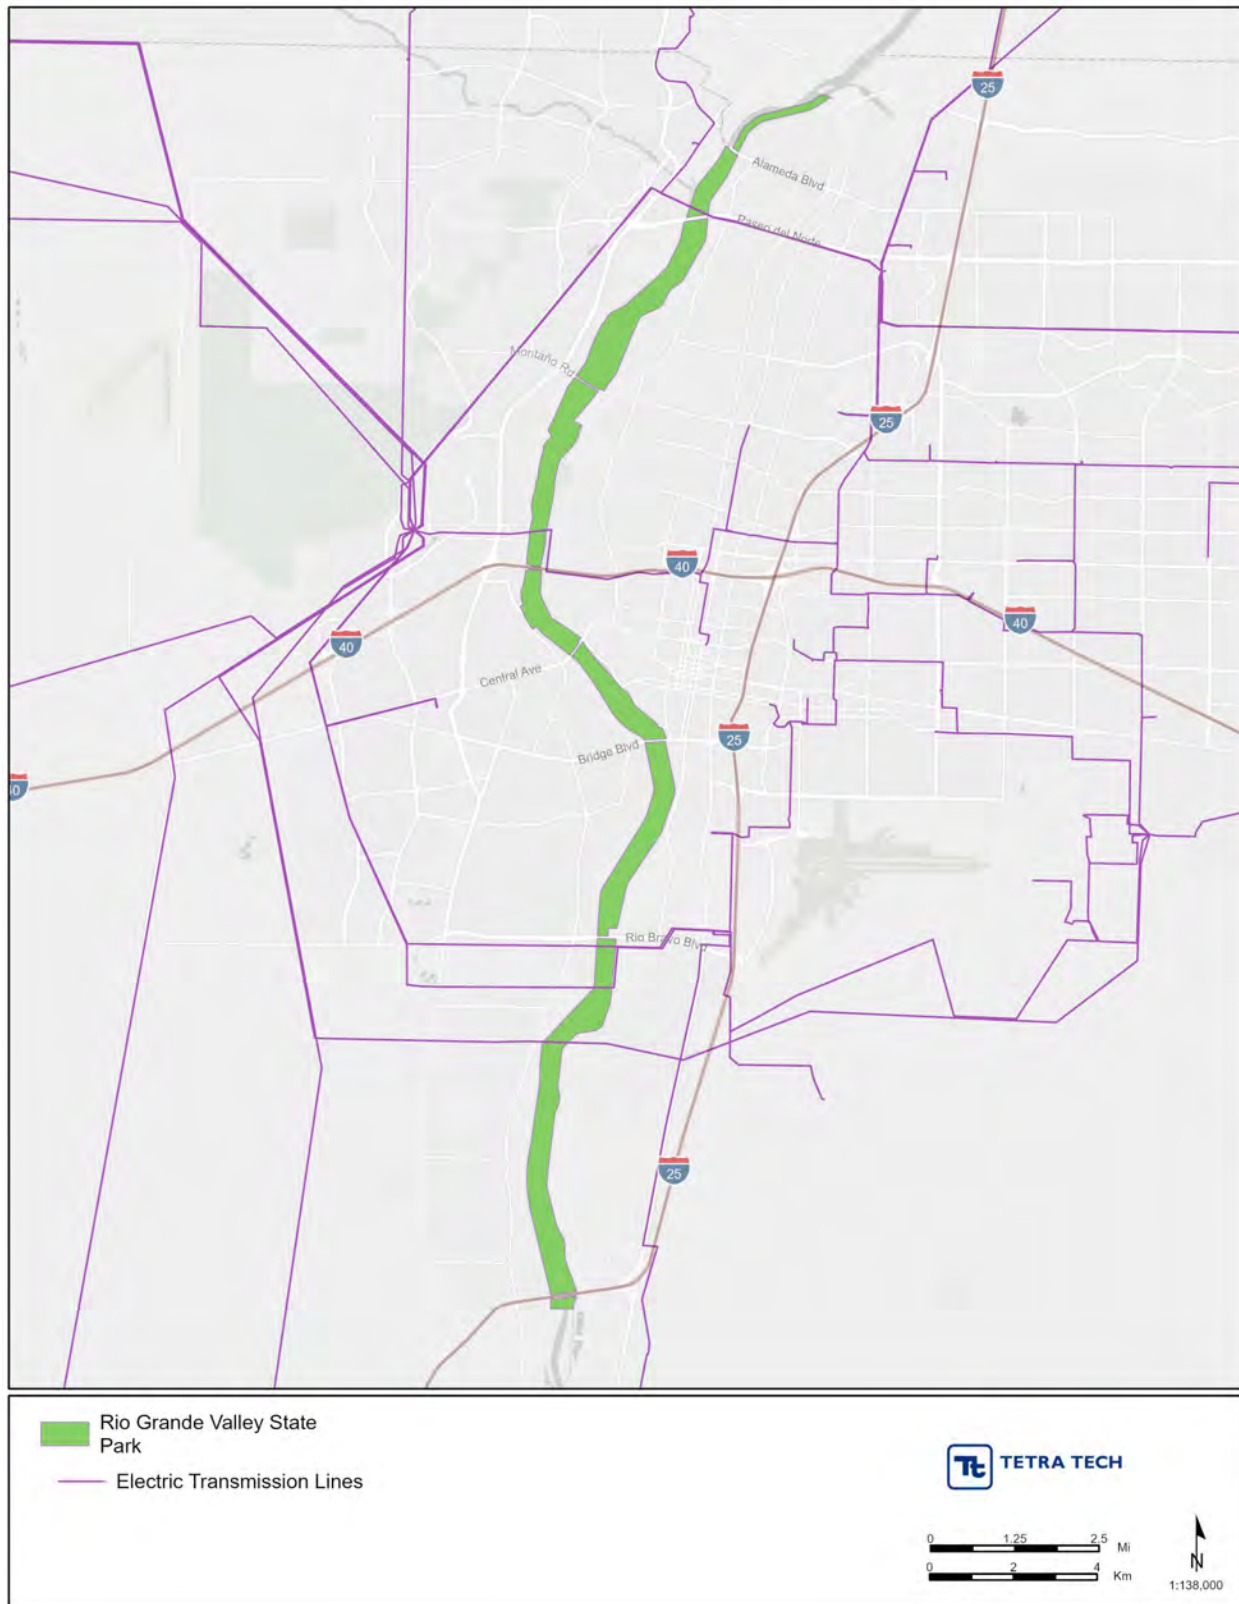 25
Alameda Blvd
Paseo del Norte
Montaño Rd
25
40
40
40
Central Ave
25
Bridge Blvd
40
Rio Bravo Blvd
25
Rio Grande Valley State
Park
Electric Transmission Lines
Tt TETRA TECH
0 1.25 2.5
Mi
0 2 4
Km
N
1:138,000